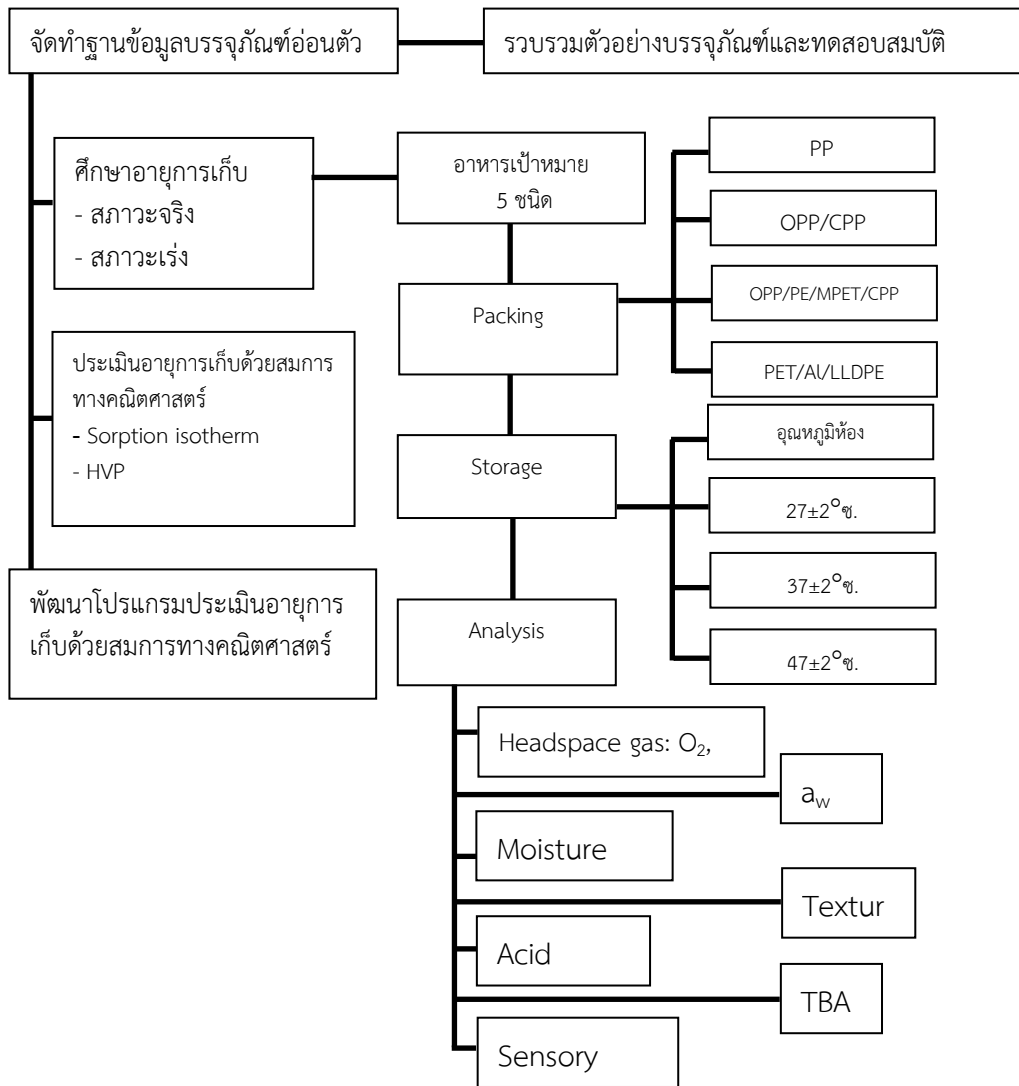 จัดทำฐานข้อมูลบรรจุภัณฑ์อ่อนตัว
รวบรวมตัวอย่างบรรจุภัณฑ์และทดสอบสมบัติ
ศึกษาอายุการเก็บ
- สภาวะจริง
- สภาวะเร่ง
อาหารเป้าหมาย
5 ชนิด
PP
OPP/CPP
OPP/PE/MPET/CPP
PET/Al/LLDPE
Packing
ประเมินอายุการเก็บด้วยสมการ
ทางคณิตศาสตร์
- Sorption isotherm
- HVP
Storage
อุณหภูมิห้อง
27±2°ซ.
37±2°ซ.
47±2°ซ.
พัฒนาโปรแกรมประเมินอายุการ
เก็บด้วยสมการทางคณิตศาสตร์
Analysis
Headspace gas: O₂,
a_w
Moisture
Textur
Acid
TBA
Sensory